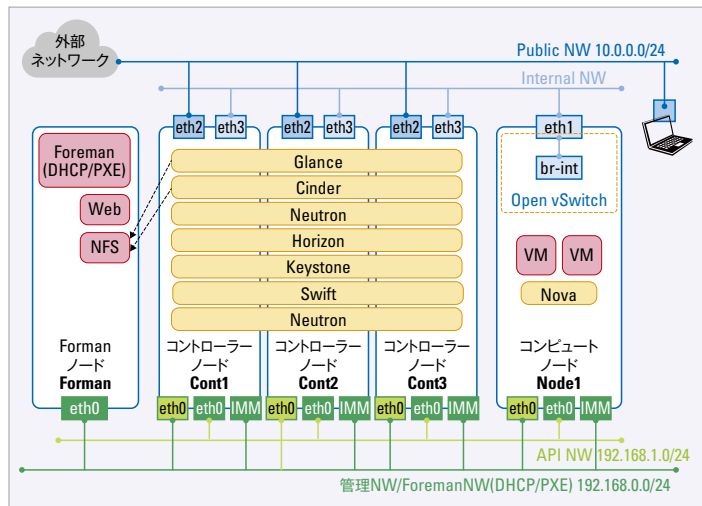 外部
ネットワーク
Public NW 10.0.0.0/24
Internal NW
eth2
eth3
eth2
eth3
eth2
eth3
eth1
Foreman
(DHCP/PXE)
Web
NFS
Glance
Cinder
Neutron
Horizon
Keystone
Swift
Neutron
br-int
Open vSwitch
VM
VM
Nova
Forman
ノード
Forman
コントローラー
ノード
Cont1
コントローラー
ノード
Cont2
コントローラー
ノード
Cont3
コンピュート
ノード
Node1
eth0
eth0
eth0
IMM
eth0
eth0
IMM
eth0
eth0
IMM
eth0
eth0
IMM
API NW 192.168.1.0/24
管理NW/ForemanNW(DHCP/PXE) 192.168.0.0/24